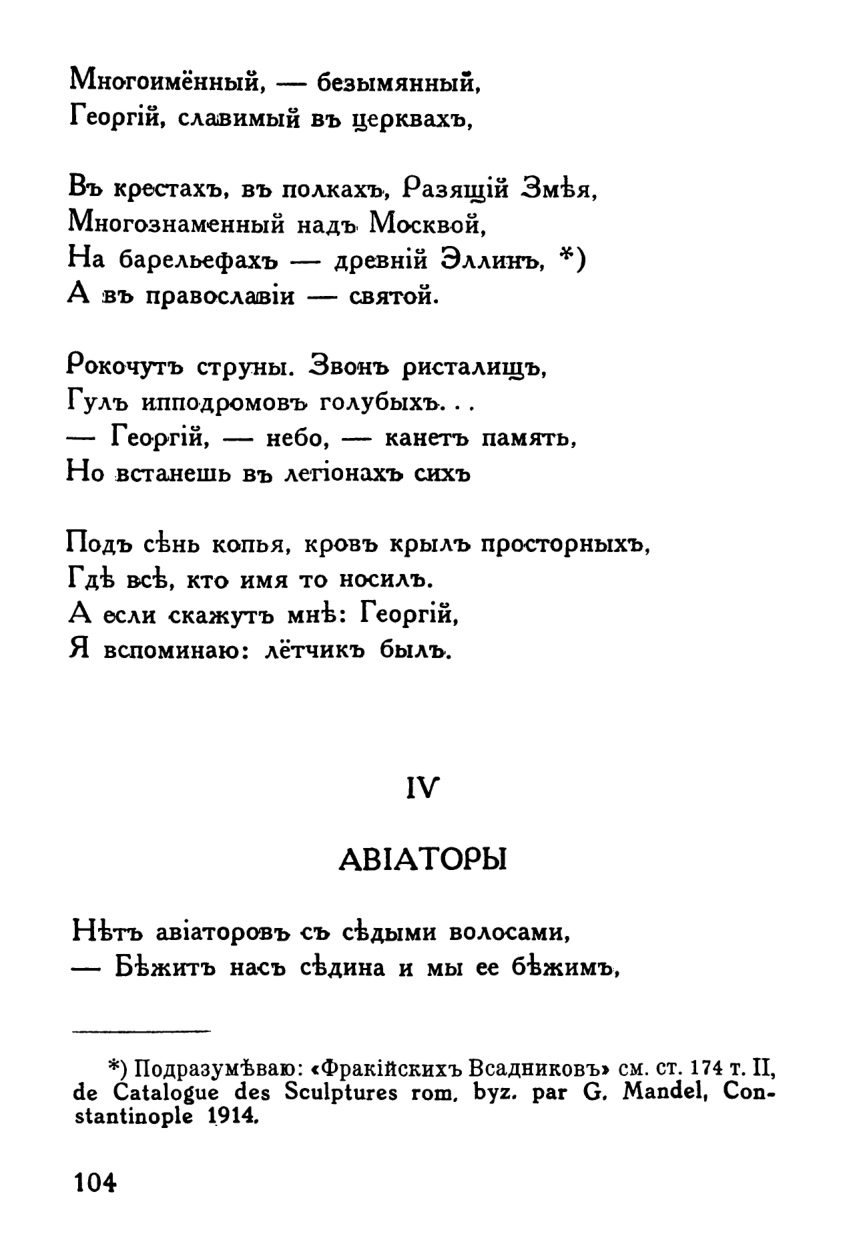 Многоимённый, — безымянный,
Георгій, славимый въ церквахъ,
Въ крестахъ, въ полкахъ, Разящій Змѣя,
Многознаменный надъ Москвой,
На барельефахъ — древній Эллинъ, *)
А въ православіи — святой.
Рокочутъ струны. Звонъ ристалищъ,
Гулъ ипподромовъ голубыхъ. . .
— Георгій, — небо, — канетъ память,
Но встанешь въ легіонахъ сихъ
Подъ сѣнь копья, кровъ крылъ просторныхъ,
Гдѣ всѣ, кто имя то носилъ.
А если скажутъ мнѣ: Георгій,
Я вспоминаю: лётчикъ былъ.
IV
АВІАТОРЫ
Нѣтъ авіаторовъ съ сѣдыми волосами,
— Бѣжитъ насъ сѣдина и мы ее бѣжимъ,
*) Подразумѣваю: «Фракійскихъ Всадниковъ» см. ст. 174 т. II,
de Catalogue des Sculptures rom. byz. par G. Mandel, Con-
stantinople 1914.
104